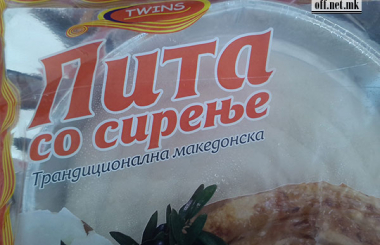 off.net.mk
TWINS
Пита
со сирење
Трандиционална македонска